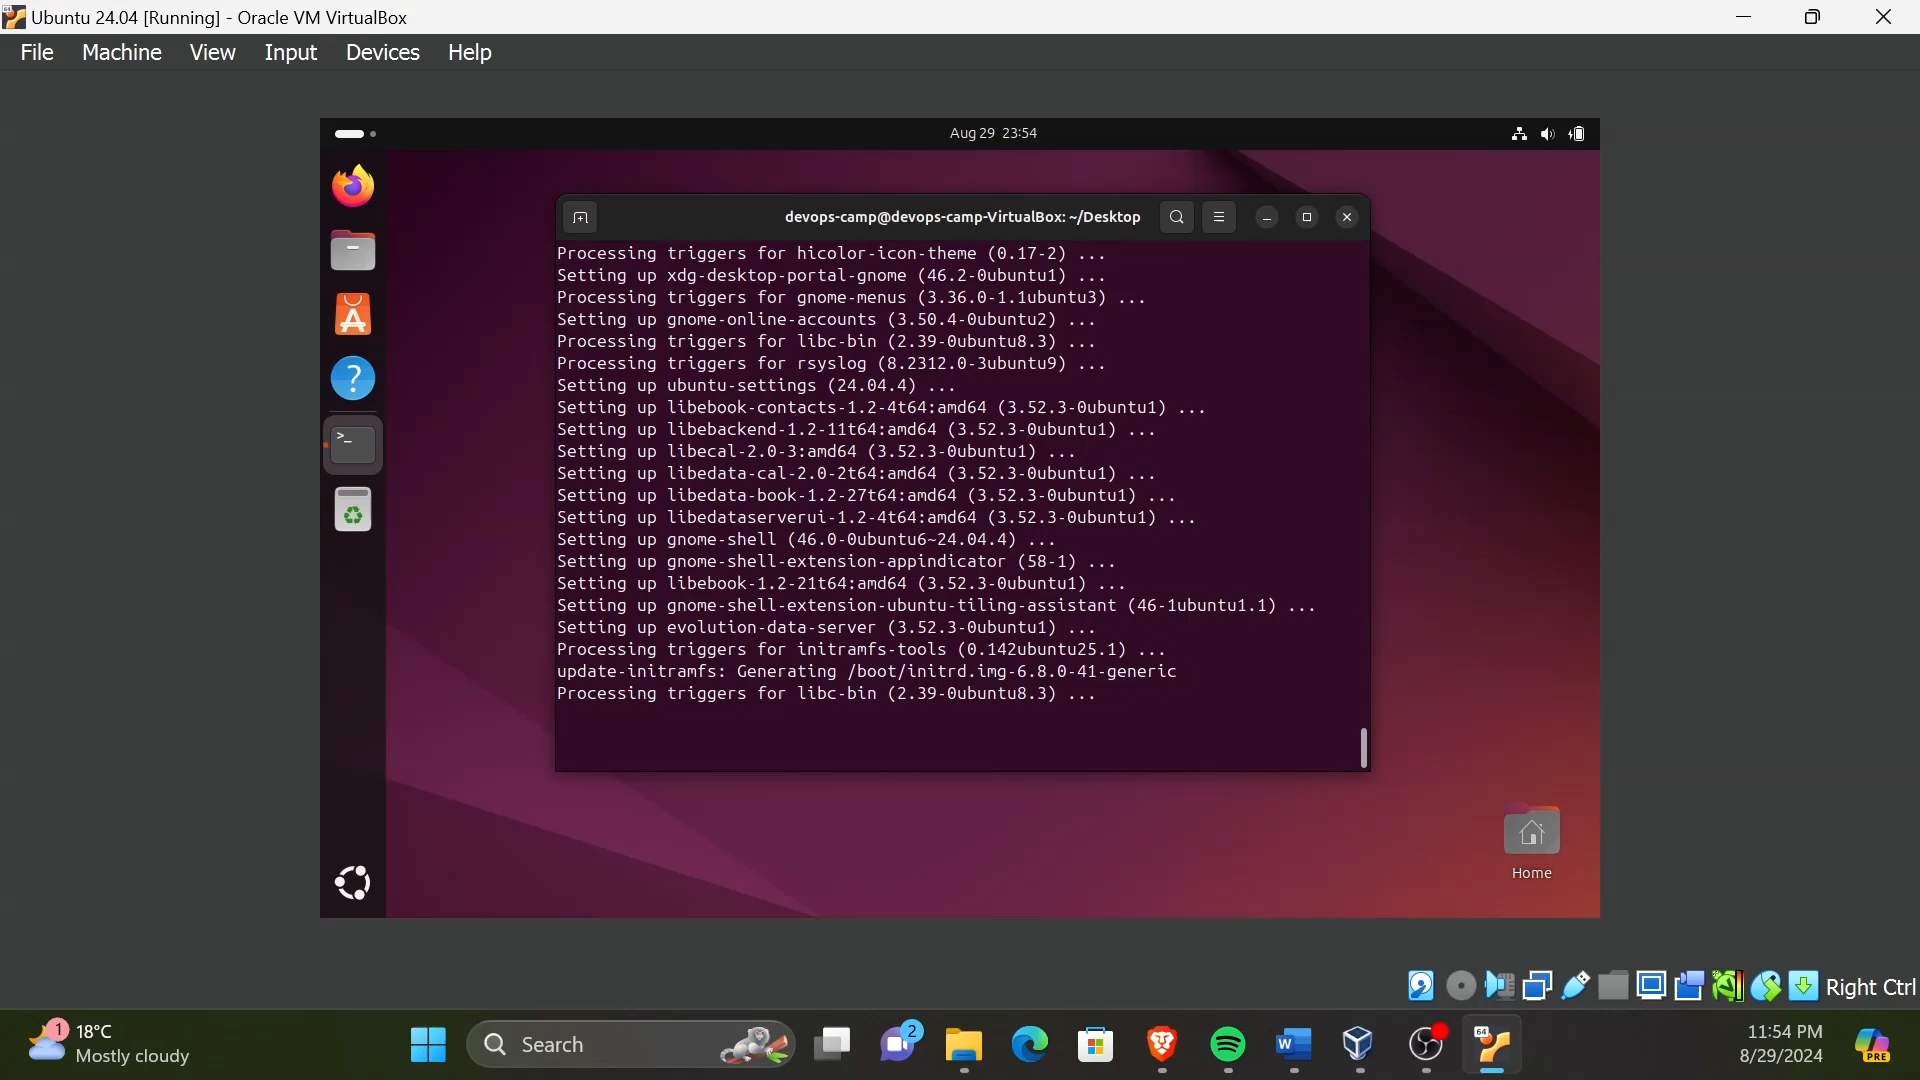 Ubuntu 24.04 [Running] - Oracle VM VirtualBox
File Machine View Input Devices Help
Aug 29 23:54
devops-camp@devops-camp-VirtualBox: ~/Desktop
Processing triggers for hicolor-icon-theme (0.17-2) ...
Setting up xdg-desktop-portal-gnome (46.2-0ubuntu1) ...
Processing triggers for gnome-menus (3.36.0-1.1ubuntu3) ...
Setting up gnome-online-accounts (3.50.4-0ubuntu2) ...
Processing triggers for libc-bin (2.39-0ubuntu8.3) ...
Processing triggers for rsyslog (8.2312.0-3ubuntu9) ...
Setting up ubuntu-settings (24.04.4) ...
Setting up libebook-contacts-1.2-4t64:amd64 (3.52.3-0ubuntu1) ...
Setting up libebackend-1.2-11t64:amd64 (3.52.3-0ubuntu1) ...
Setting up libecal-2.0-3:amd64 (3.52.3-0ubuntu1) ...
Setting up libedata-cal-2.0-2t64:amd64 (3.52.3-0ubuntu1) ...
Setting up libedata-book-1.2-27t64:amd64 (3.52.3-0ubuntu1) ...
Setting up libedataserverui-1.2-4t64:amd64 (3.52.3-0ubuntu1) ...
Setting up gnome-shell (46.0-0ubuntu6~24.04.4) ...
Setting up gnome-shell-extension-appindicator (58-1) ...
Setting up libebook-1.2-21t64:amd64 (3.52.3-0ubuntu1) ...
Setting up gnome-shell-extension-ubuntu-tiling-assistant (46-1ubuntu1.1) ...
Setting up evolution-data-server (3.52.3-0ubuntu1) ...
Processing triggers for initramfs-tools (0.142ubuntu25.1) ...
update-initramfs: Generating /boot/initrd.img-6.8.0-41-generic
Processing triggers for libc-bin (2.39-0ubuntu8.3) ...
Home
Right Ctrl
1
18°C
Mostly cloudy
Search
2
W
64
11:54 PM
8/29/2024
PRE